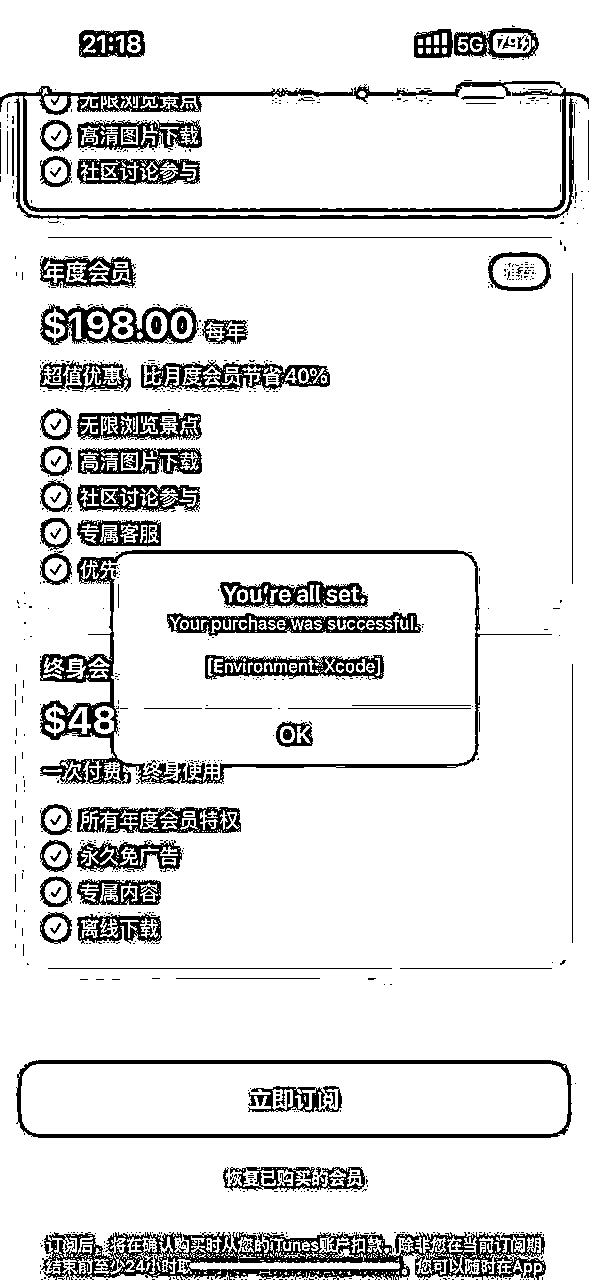 21:18
5G 79
无限浏览景点
高清图片下载
社区讨论参与
年度会员
推荐
$198.00 每年
超值优惠，比月度会员节省40%
无限浏览景点
高清图片下载
社区讨论参与
专属客服
优先
You're all set.
Your purchase was successful.
[Environment: Xcode]
OK
终身会
$48
一次付费，终身使用
所有年度会员特权
永久免广告
专属内容
离线下载
立即订阅
恢复已购买的会员
订阅后，将在确认购买时从您的iTunes账户扣款。除非您在当前订阅期
结束前至少24小时取 。您可以随时在App